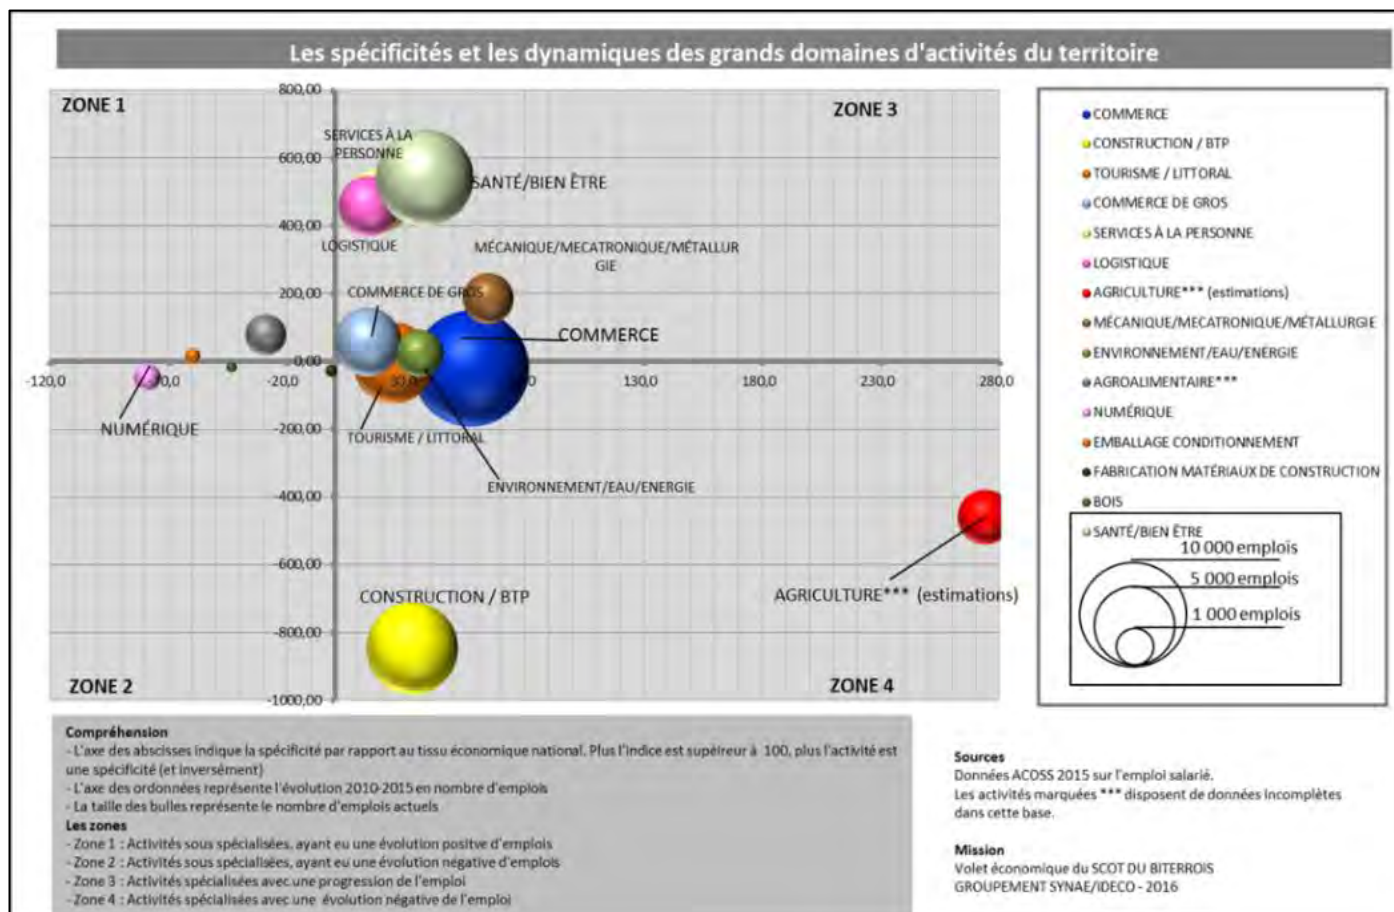 Les spécificités et les dynamiques des grands domaines d'activités du territoire
800,00
ZONE 1
ZONE 3
SERVICES À LA
PERSONNE
600,00
SANTÉ/BIEN ÊTRE
400,00
LOGISTIQUE
MÉCANIQUE/MECATRONIQUE/MÉTALLUR
GIE
200,00
COMMERCE DE GROS
COMMERCE
0,00
-120,0
-20,0
30,0
130,0
180,0
230,0
280,0
NUMÉRIQUE
-200,00
TOURISME / LITTORAL
ENVIRONNEMENT/EAU/ENERGIE
-400,00
-600,00
CONSTRUCTION / BTP
AGRICULTURE*** (estimations)
-800,00
ZONE 2
ZONE 4
-1000,00
COMMERCE
CONSTRUCTION / BTP
TOURISME / LITTORAL
COMMERCE DE GROS
SERVICES À LA PERSONNE
LOGISTIQUE
AGRICULTURE*** (estimations)
MÉCANIQUE/MECATRONIQUE/MÉTALLURGIE
ENVIRONNEMENT/EAU/ENERGIE
AGROALIMENTAIRE***
NUMÉRIQUE
EMBALLAGE CONDITIONNEMENT
FABRICATION MATÉRIAUX DE CONSTRUCTION
BOIS
SANTÉ/BIEN ÊTRE
10 000 emplois
5 000 emplois
1 000 emplois
Compréhension
- L'axe des abscisses indique la spécificité par rapport au tissu économique national. Plus l'indice est supéireur à 100, plus l'activité est
une spécificité (et inversément)
- L'axe des ordonnées représente l'évolution 2010-2015 en nombre d'emplois
- La taille des bulles représente le nombre d'emplois actuels
Les zones
- Zone 1 : Activités sous spécialisées, ayant eu une évolution positve d'emplois
- Zone 2 : Activités sous spécialisées, ayant eu une évolution négative d'emplois
- Zone 3 : Activités spécialisées avec une progression de l'emploi
- Zone 4 : Activités spécialisées avec une évolution négative de l'emploi
Sources
Données ACOSS 2015 sur l'emploi salarié.
Les activités marquées *** disposent de données incomplètes
dans cette base.
Mission
Volet économique du SCOT DU BITERROIS
GROUPEMENT SYNAE/IDECO - 2016